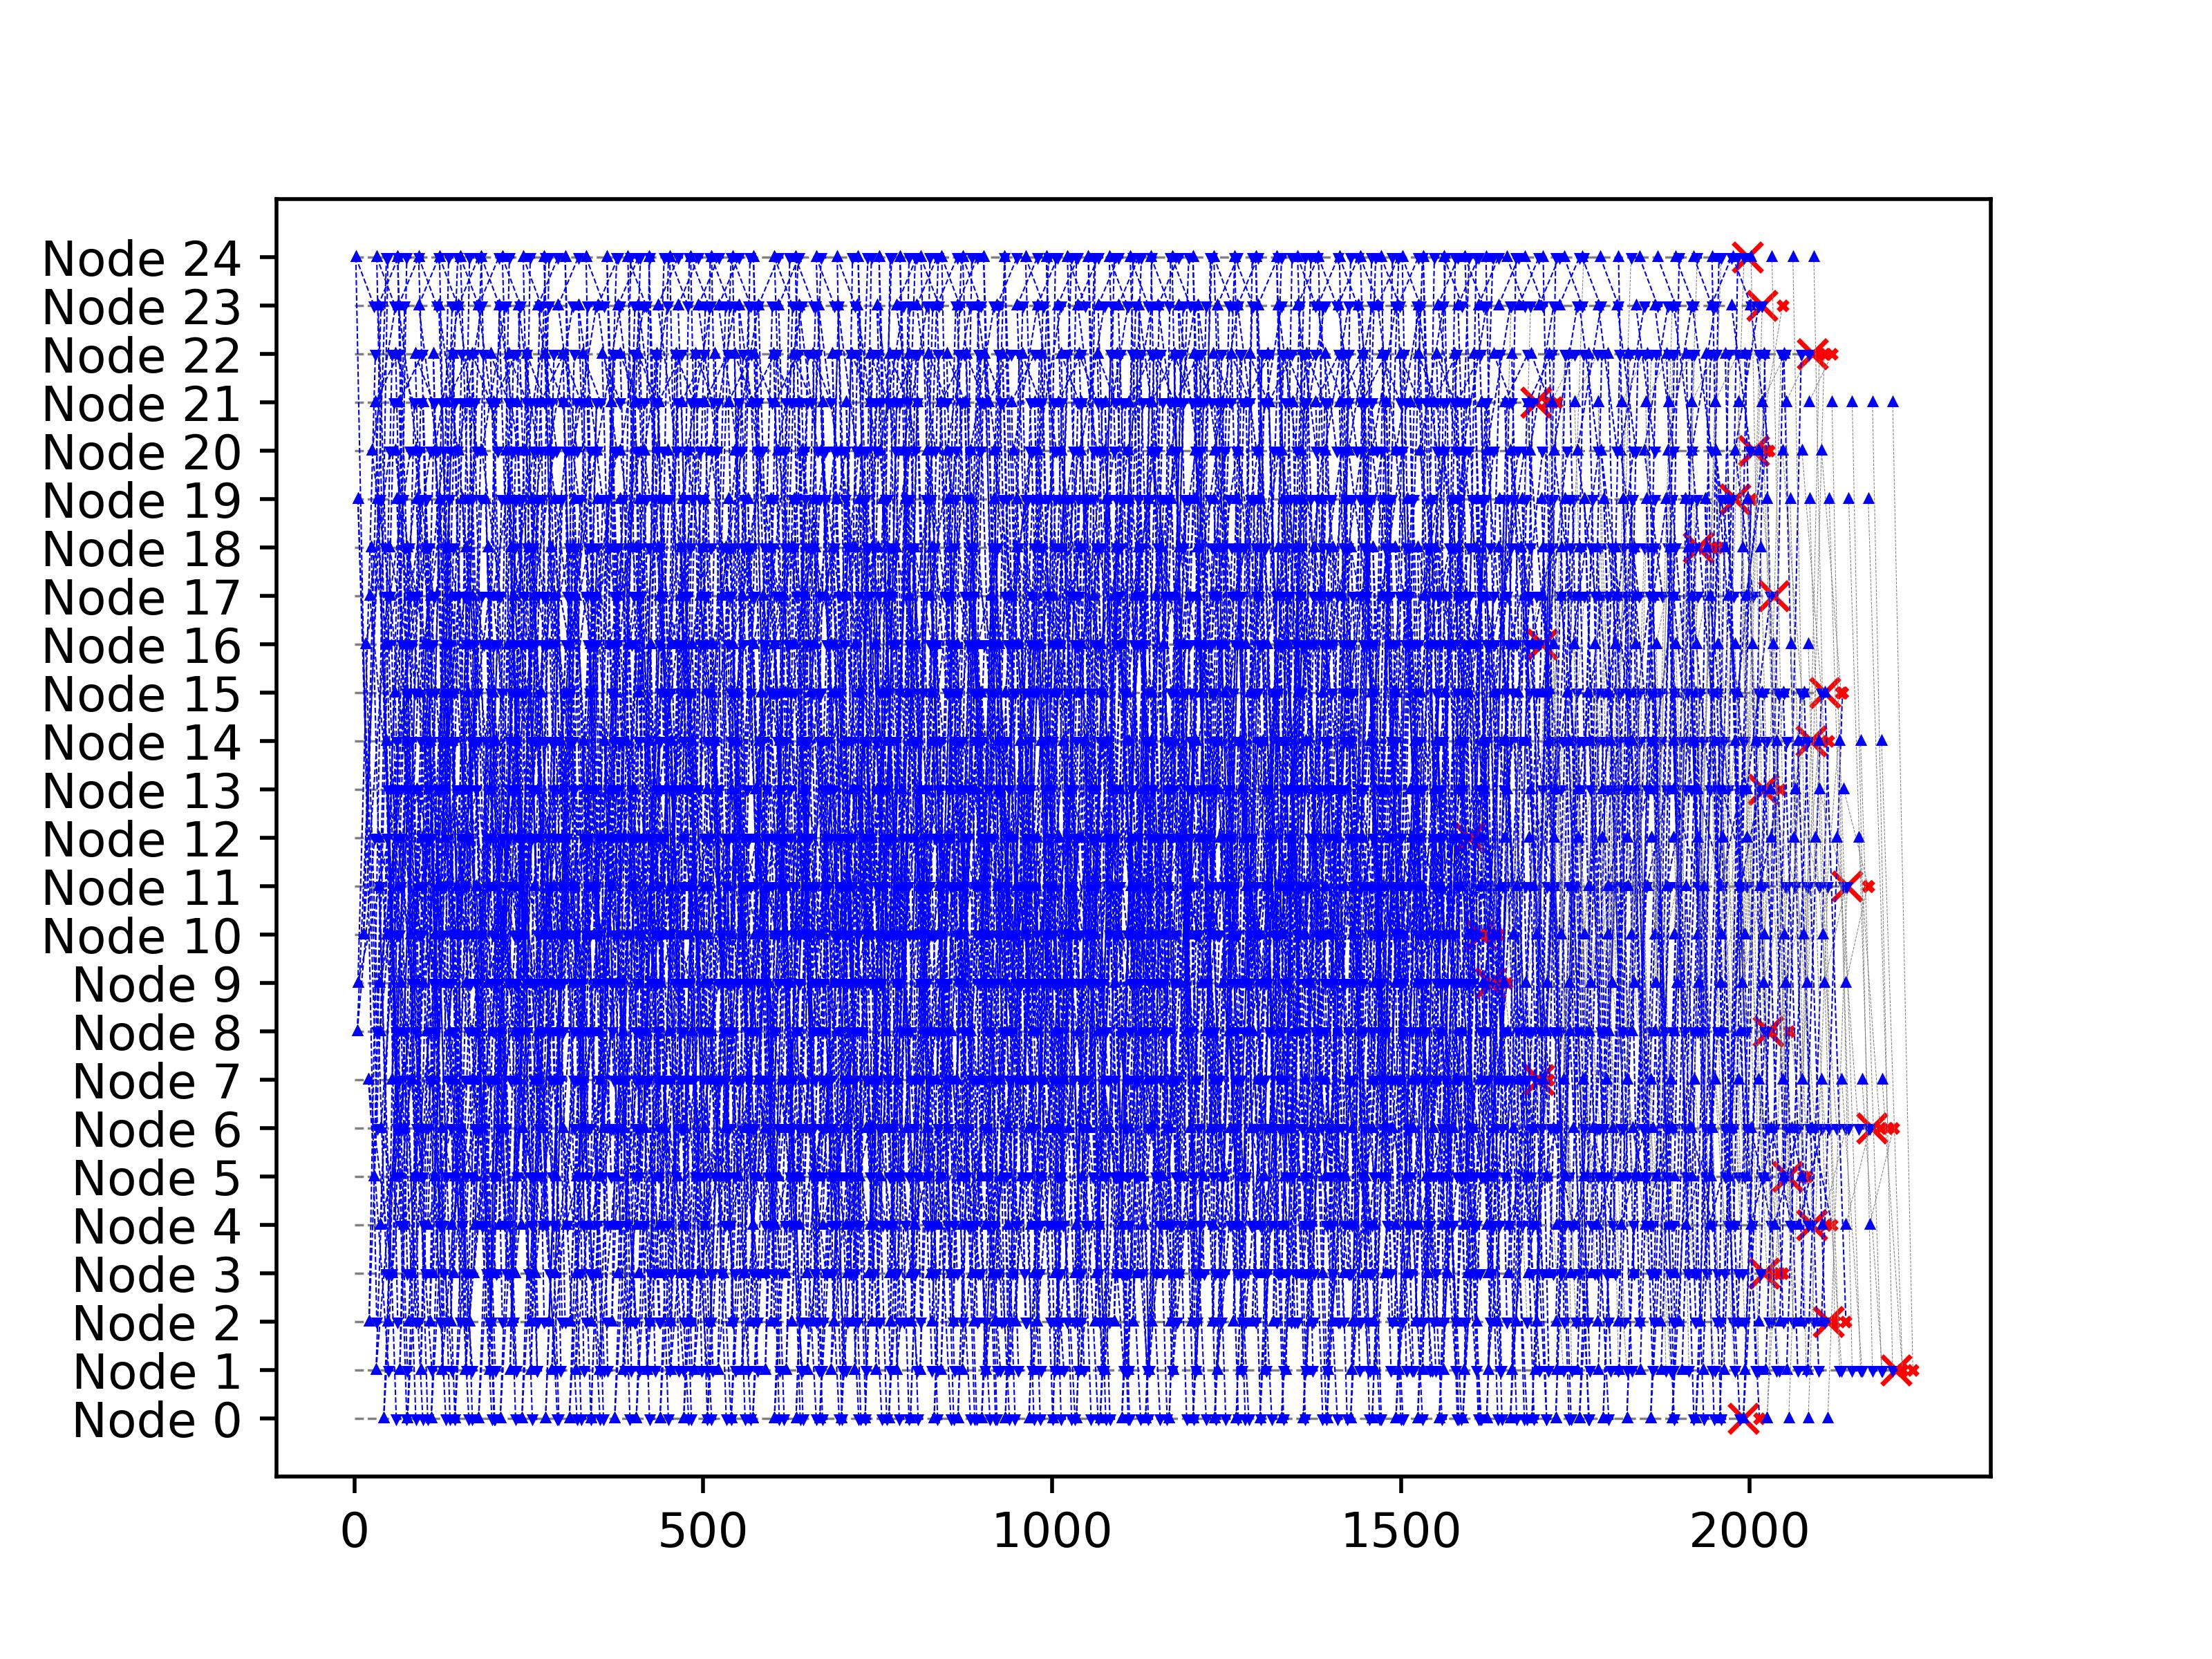 Node 24
Node 23
Node 22
Node 21
Node 20
Node 19
Node 18
Node 17
Node 16
Node 15
Node 14
Node 13
Node 12
Node 11
Node 10
Node 9
Node 8
Node 7
Node 6
Node 5
Node 4
Node 3
Node 2
Node 1
Node 0
0 500 1000 1500 2000